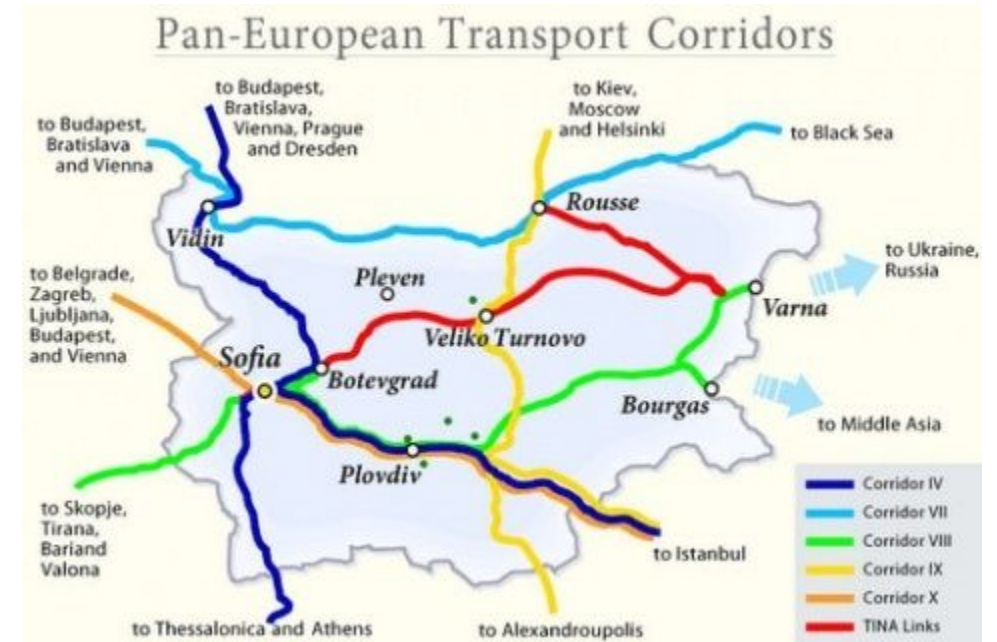 Pan-European Transport Corridors
to Budapest,
Bratislava,
Vienna, Prague
and Dresden
to Kiev,
Moscow
and Helsinki
to Budapest,
Bratislava
and Vienna
to Black Sea
Rousse
Vidin
to Ukraine,
Russia
to Belgrade,
Zagreb,
Ljubljana,
Budapest,
and Vienna
Pleven
Varna
Veliko Turnovo
Sofia
Botevgrad
Bourgas
to Middle Asia
Plovdiv
to Skopje,
Tirana,
Bariand
Valona
to Istanbul
to Thessalonica and Athens
to Alexandroupolis
Corridor IV
Corridor VII
Corridor VIII
Corridor IX
Corridor X
TINA Links